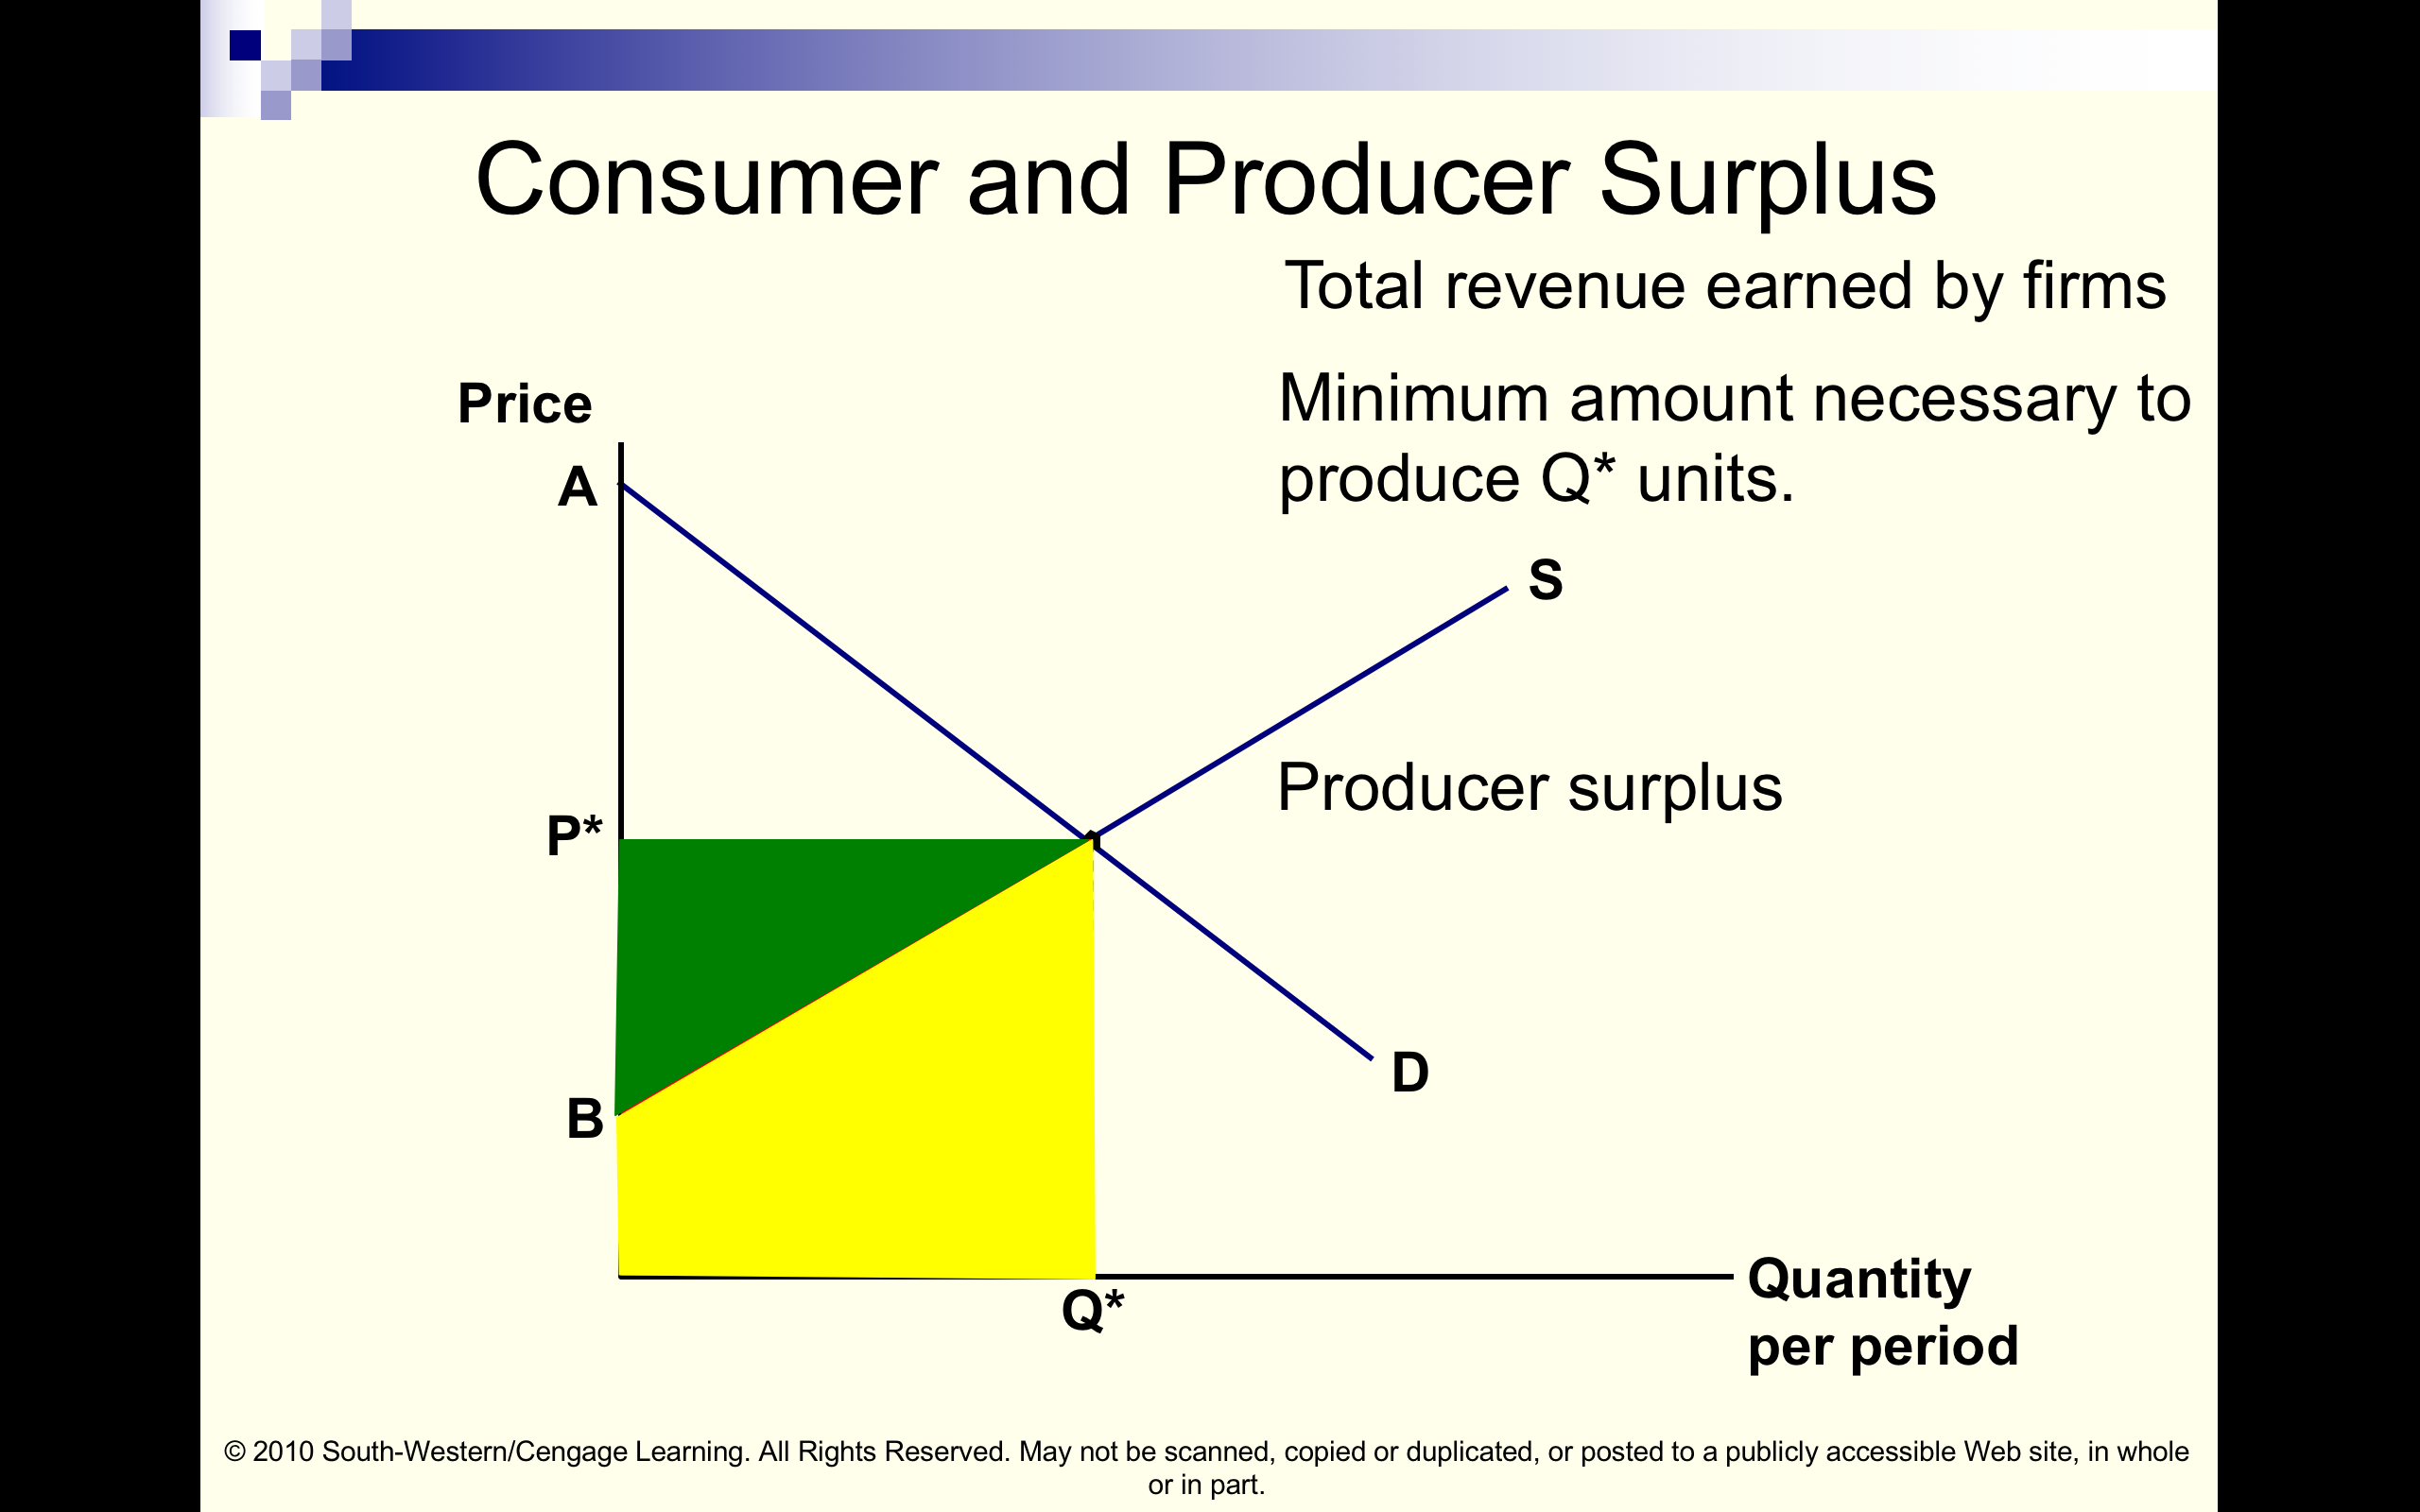 Consumer and Producer Surplus
Total revenue earned by firms
Minimum amount necessary to
produce Q* units.
Price
A
S
Producer surplus
P*
D
B
Quantity
per period
Q*
© 2010 South-Western/Cengage Learning. All Rights Reserved. May not be scanned, copied or duplicated, or posted to a publicly accessible Web site, in whole
or in part.